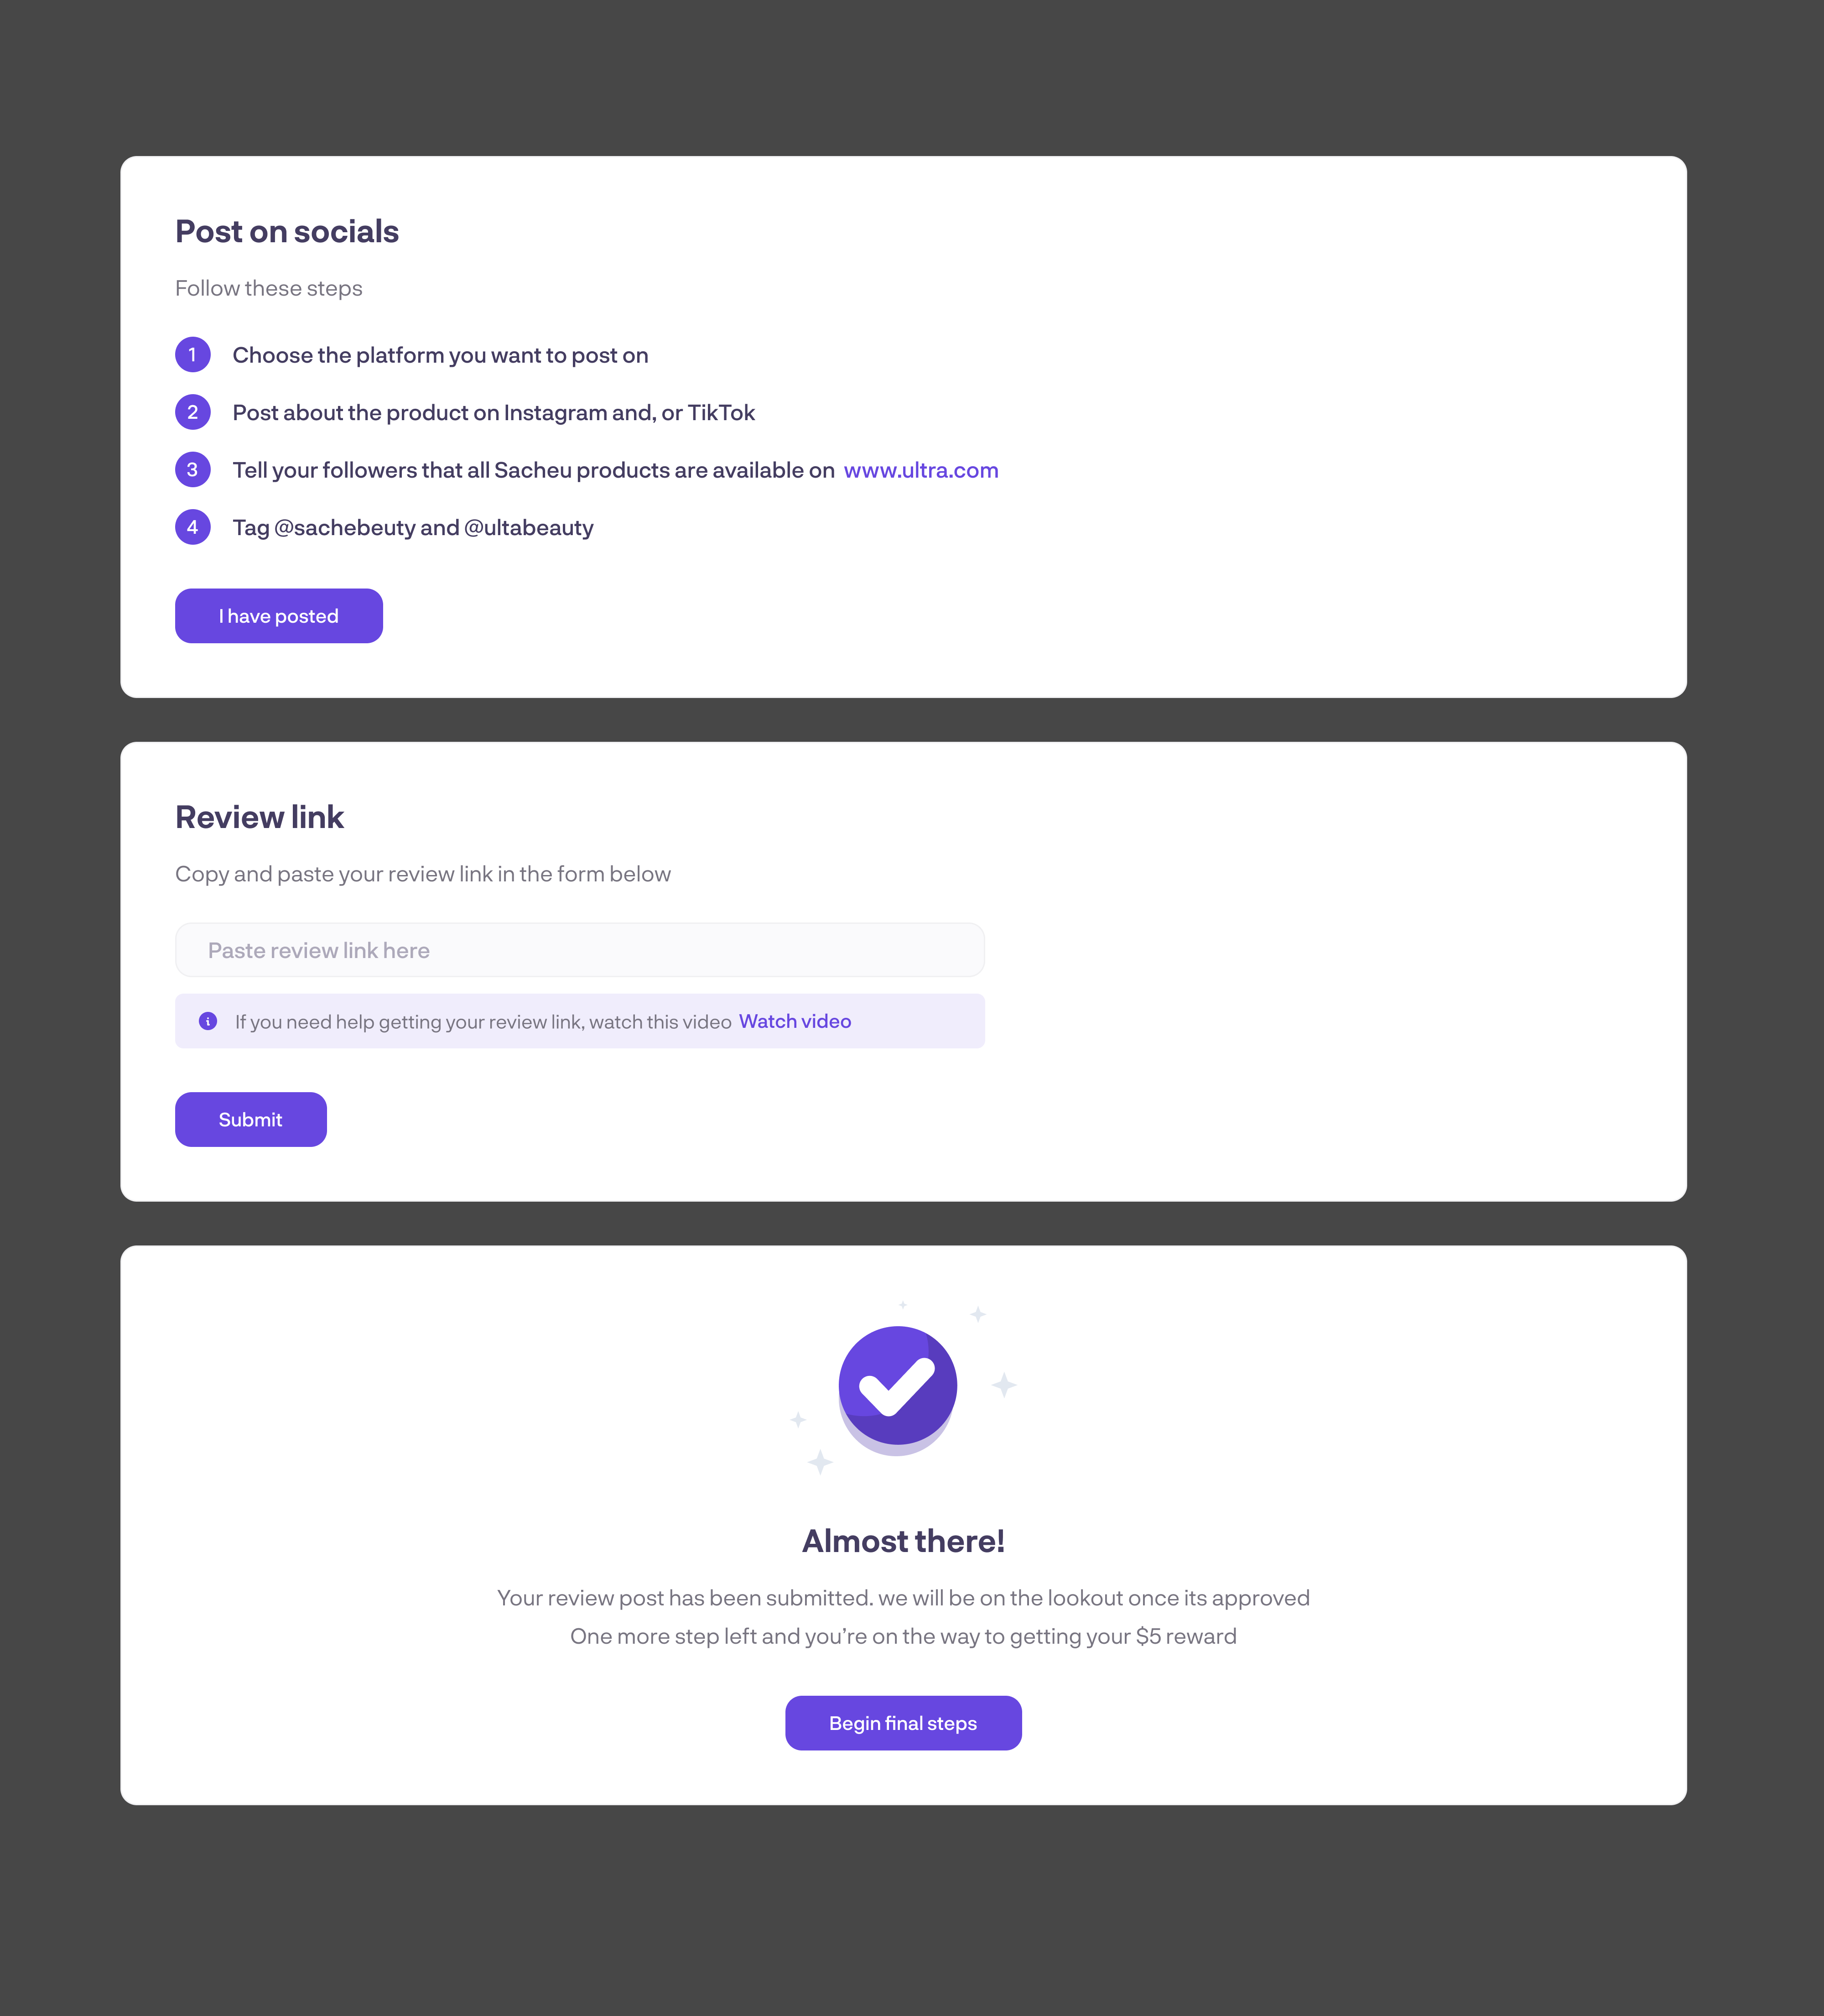 Post on socials
Follow these steps
1 Choose the platform you want to post on
2 Post about the product on Instagram and, or TikTok
3 Tell your followers that all Sacheu products are available on www.ultra.com
4 Tag @sachebeuty and @ultabeauty
I have posted
Review link
Copy and paste your review link in the form below
Paste review link here
i If you need help getting your review link, watch this video Watch video
Submit
Almost there!
Your review post has been submitted. we will be on the lookout once its approved
One more step left and you’re on the way to getting your $5 reward
Begin final steps